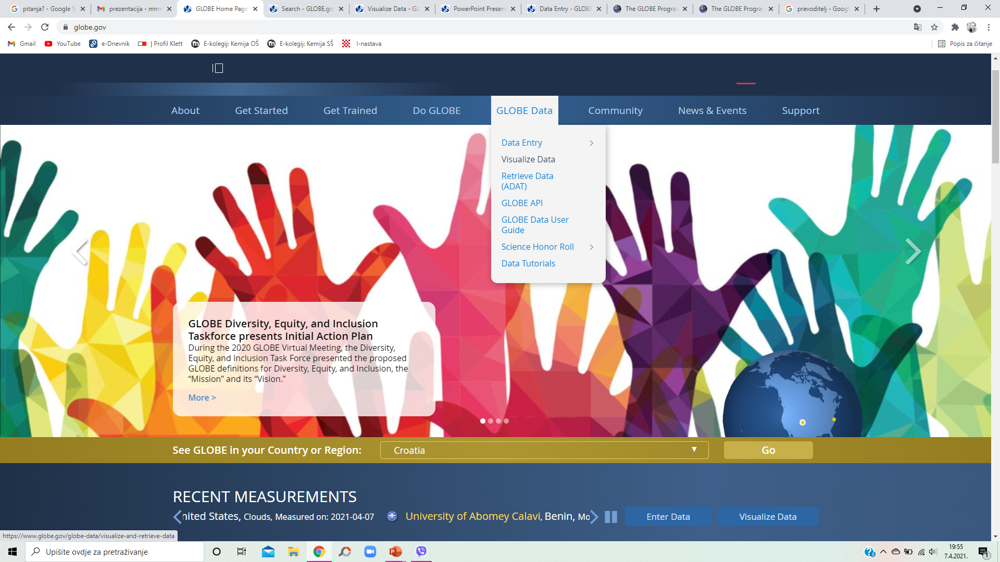 pitanja? - Google S
prezentacija - mmm
GLOBE Home Page
Search - GLOBE.go
Visualize Data - GL
PowerPoint Present
Data Entry - GLOBE
The GLOBE Program
The GLOBE Program
prevoditelj - Goog
globe.gov
Gmail
YouTube
e-Dnevnik
| Profil Klett
E-kolegij: Kemija OŠ
E-kolegij: Kemija SŠ
I-nastava
Popis za čitanje
About
Get Started
Get Trained
Do GLOBE
GLOBE Data
Community
News & Events
Support
Data Entry
Visualize Data
Retrieve Data
(ADAT)
GLOBE API
GLOBE Data User
Guide
Science Honor Roll
Data Tutorials
GLOBE Diversity, Equity, and Inclusion
Taskforce presents Initial Action Plan
During the 2020 GLOBE Virtual Meeting, the Diversity,
Equity, and Inclusion Task Force presented the proposed
GLOBE definitions for Diversity, Equity, and Inclusion, the
“Mission” and its “Vision.”
More >
See GLOBE in your Country or Region:
Croatia
Go
RECENT MEASUREMENTS
nited States, Clouds, Measured on: 2021-04-07
University of Abomey Calavi, Benin, Mo
Enter Data
Visualize Data
https://www.globe.gov/globe-data/visualize-and-retrieve-data
Upišite ovdje za pretraživanje
19:55
7.4.2021.
1